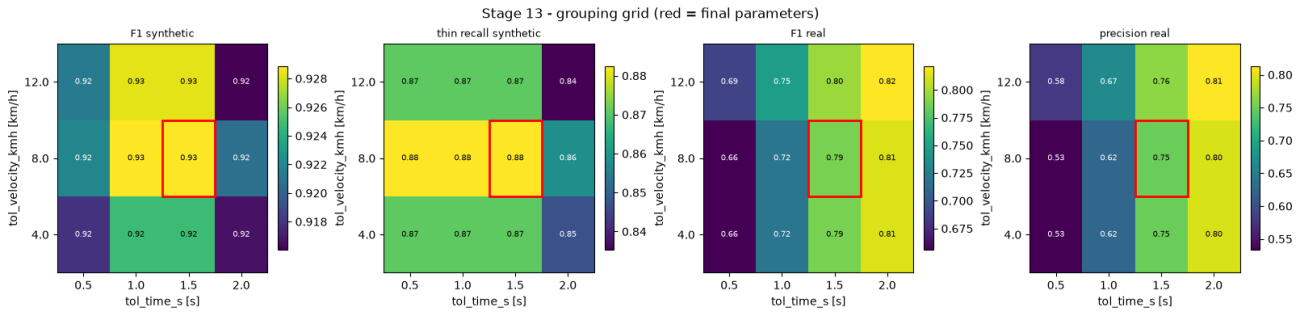 Stage 13 - grouping grid (red = final parameters)
F1 synthetic
tol_velocity_kmh [km/h]
12.0
0.92 0.93 0.93 0.92
8.0
0.92 0.93 0.93 0.92
4.0
0.92 0.92 0.92 0.92
0.5 1.0 1.5 2.0
tol_time_s [s]
0.928
0.926
0.924
0.922
0.920
0.918
thin recall synthetic
tol_velocity_kmh [km/h]
12.0
0.87 0.87 0.87 0.84
8.0
0.88 0.88 0.88 0.86
4.0
0.87 0.87 0.87 0.85
0.5 1.0 1.5 2.0
tol_time_s [s]
0.88
0.87
0.86
0.85
0.84
F1 real
tol_velocity_kmh [km/h]
12.0
0.69 0.75 0.80 0.82
8.0
0.66 0.72 0.79 0.81
4.0
0.66 0.72 0.79 0.81
0.5 1.0 1.5 2.0
tol_time_s [s]
0.800
0.775
0.750
0.725
0.700
0.675
precision real
tol_velocity_kmh [km/h]
12.0
0.58 0.67 0.76 0.81
8.0
0.53 0.62 0.75 0.80
4.0
0.53 0.62 0.75 0.80
0.5 1.0 1.5 2.0
tol_time_s [s]
0.80
0.75
0.70
0.65
0.60
0.55